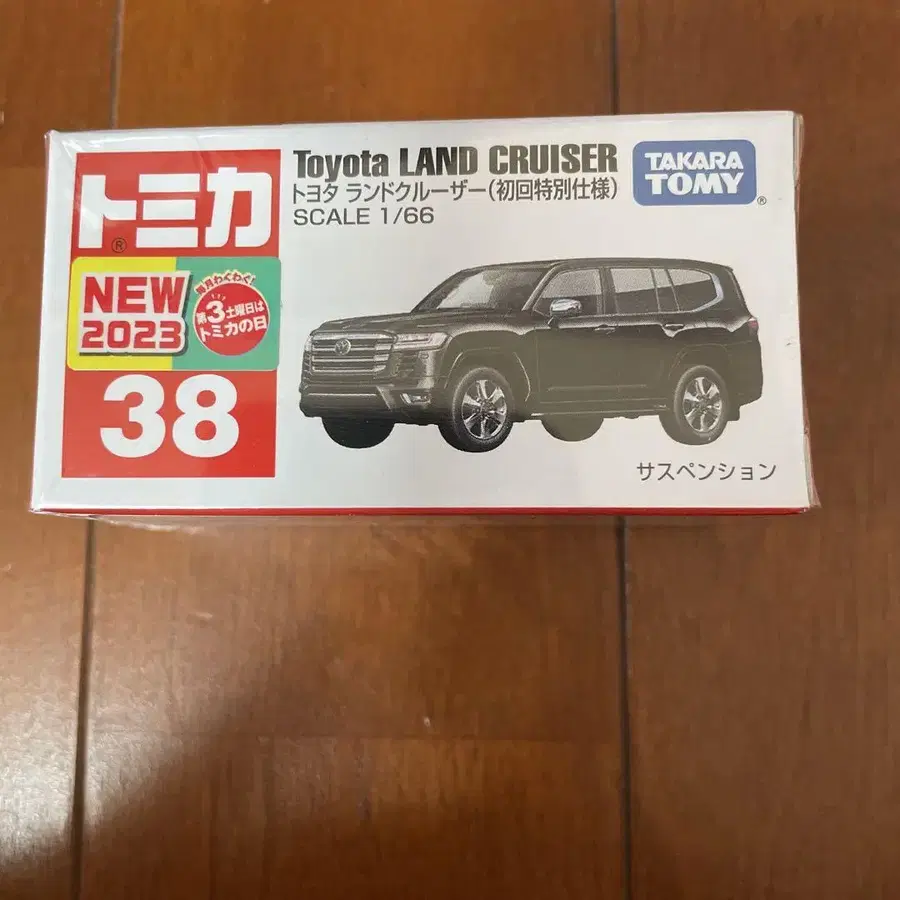 トミカ
®
NEW
2023
毎月わくわく!
第3土曜日は
トミカの日
38
Toyota LAND CRUISER
トヨタ ランドクルーザー(初回特別仕様)
SCALE 1/66
TAKARA
TOMY®
サスペンション